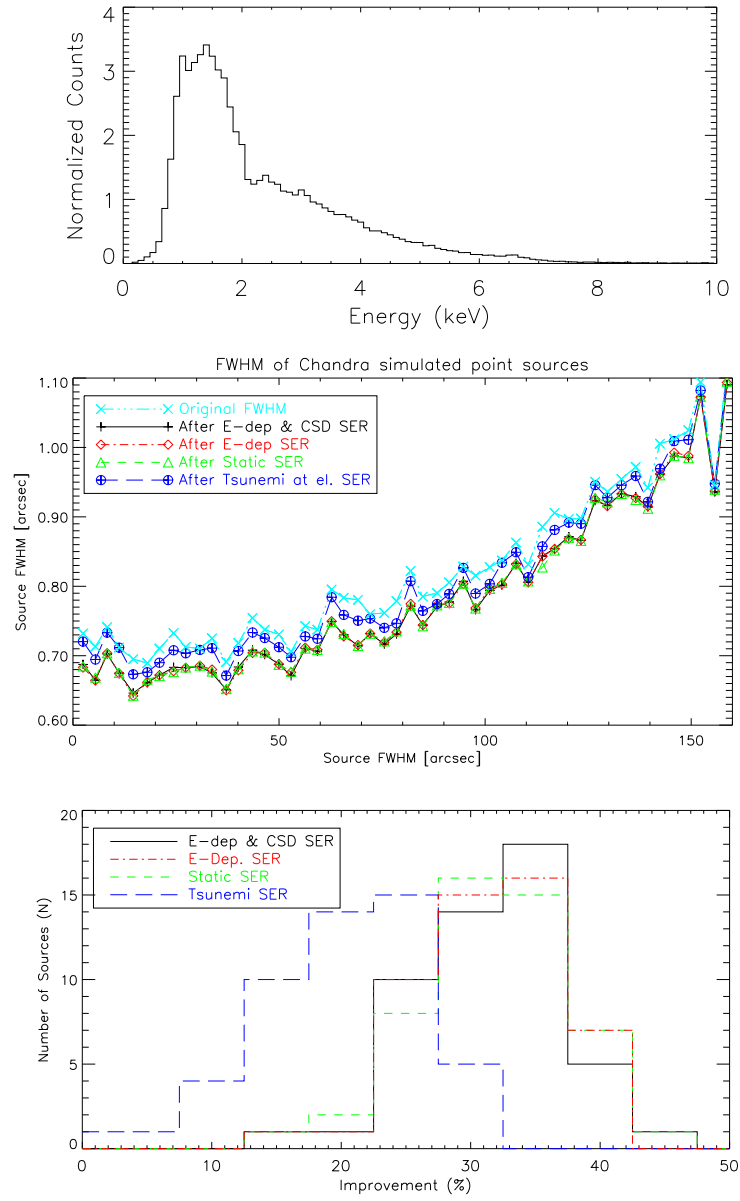 4
3
2
1
0
Normalized Counts
0 2 4 6 8 10
Energy (keV)
FWHM of Chandra simulated point sources
1.10
1.00
0.90
0.80
0.70
0.60
Source FWHM [arcsec]
Original FWHM
After E-dep & CSD SER
After E-dep SER
After Static SER
After Tsunemi at el. SER
0 50 100 150
Source FWHM [arcsec]
20
15
10
5
0
Number of Sources (N)
E-dep & CSD SER
E-Dep. SER
Static SER
Tsunemi SER
0 10 20 30 40 50
Improvement (%)